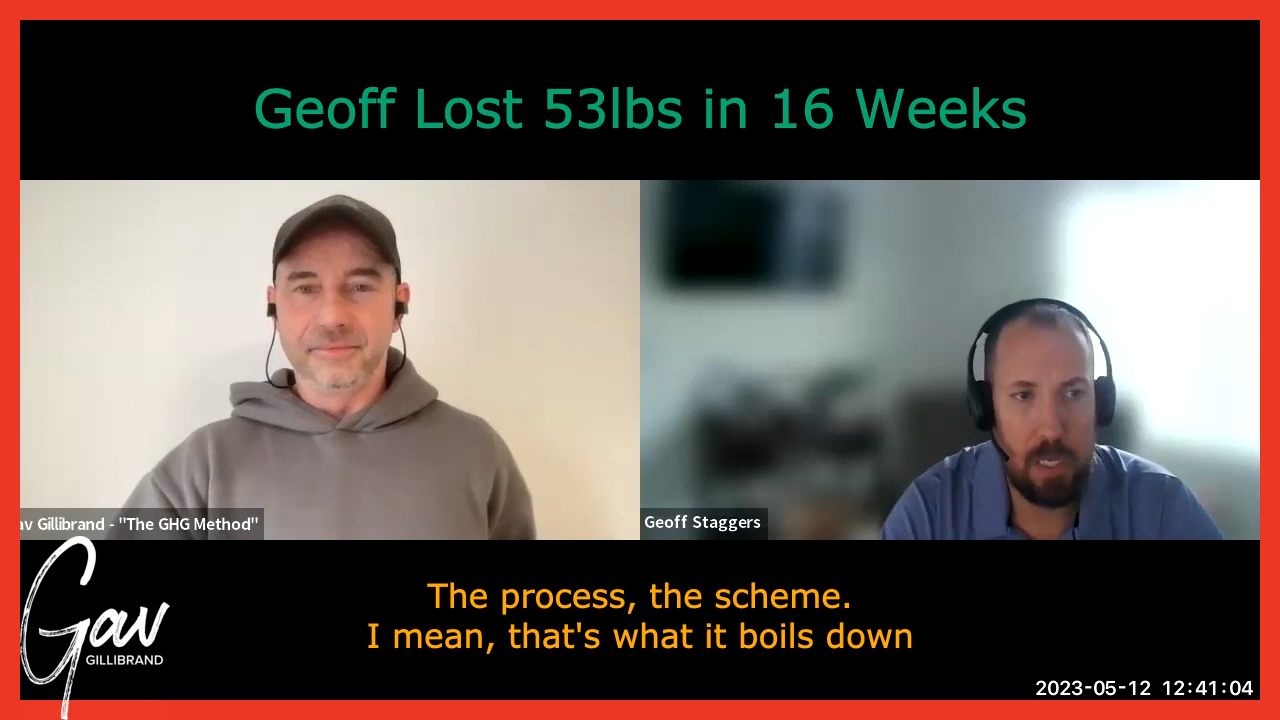 Geoff Lost 53lbs in 16 Weeks
av Gillibrand - "The GHG Method"
Geoff Staggers
The process, the scheme.
I mean, that's what it boils down
Gav
GILLIBRAND
2023-05-12 12:41:04